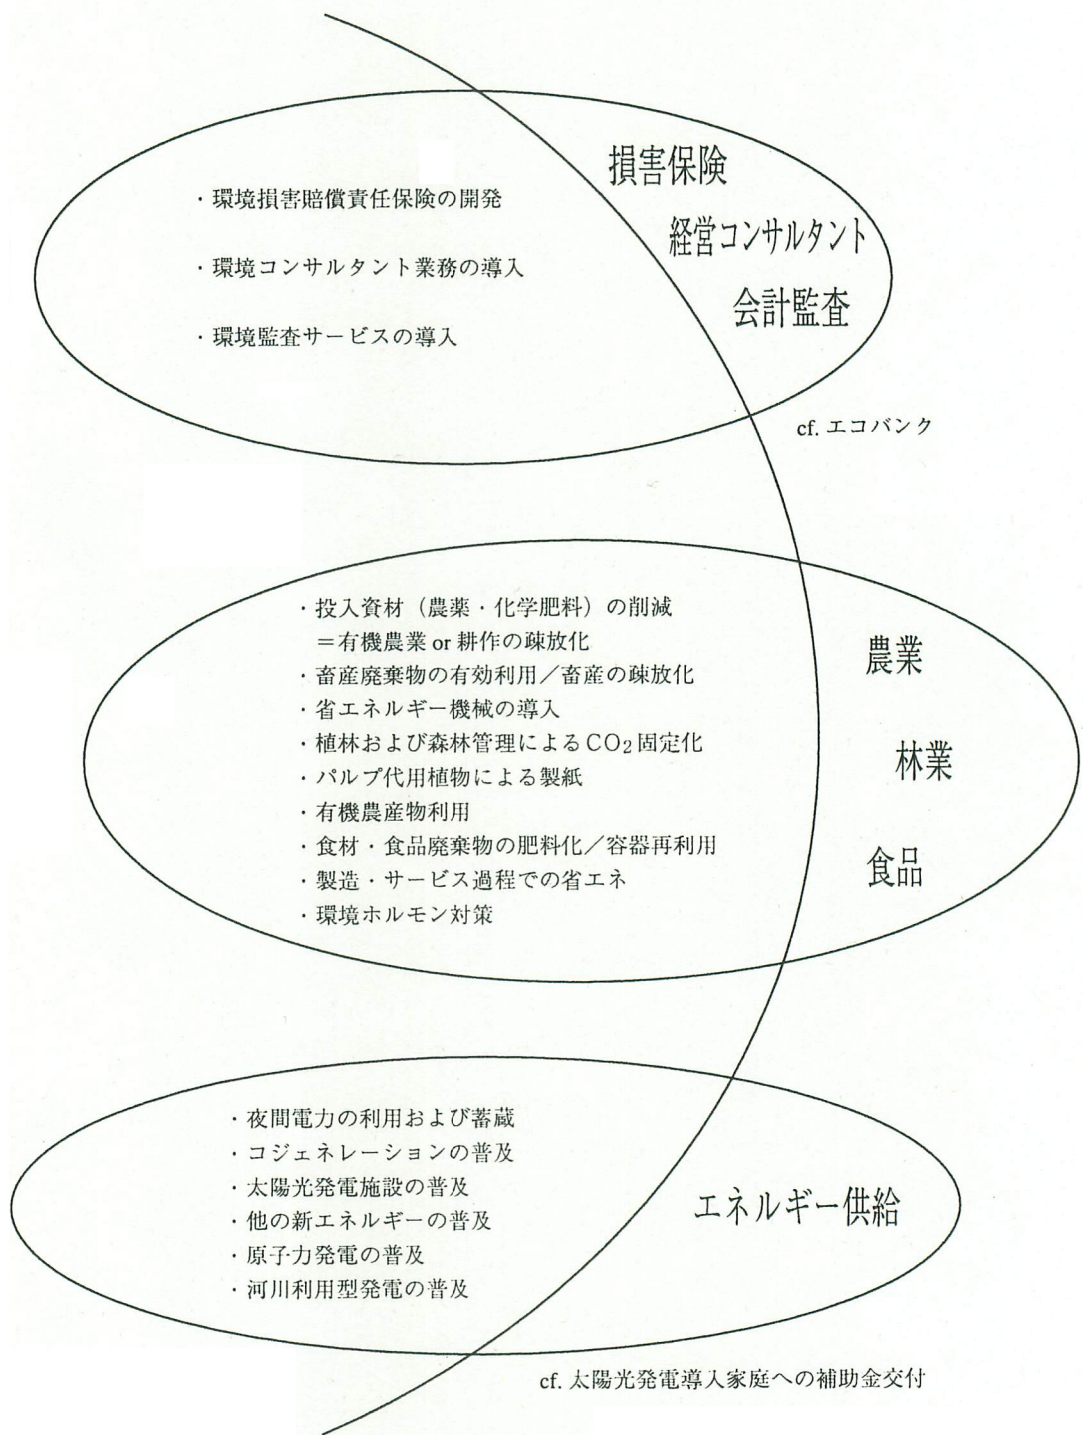 損害保険
経営コンサルタント
会計監査
・環境損害賠償責任保険の開発
・環境コンサルタント業務の導入
・環境監査サービスの導入
cf. エコバンク
・投入資材（農薬・化学肥料）の削減
＝有機農業 or 耕作の疎放化
・畜産廃棄物の有効利用／畜産の疎放化
・省エネルギー機械の導入
・植林および森林管理によるCO₂固定化
・パルプ代用植物による製紙
・有機農産物利用
・食材・食品廃棄物の肥料化／容器再利用
・製造・サービス過程での省エネ
・環境ホルモン対策
農業
林業
食品
・夜間電力の利用および蓄蔵
・コジェネレーションの普及
・太陽光発電施設の普及
・他の新エネルギーの普及
・原子力発電の普及
・河川利用型発電の普及
エネルギー供給
cf. 太陽光発電導入家庭への補助金交付